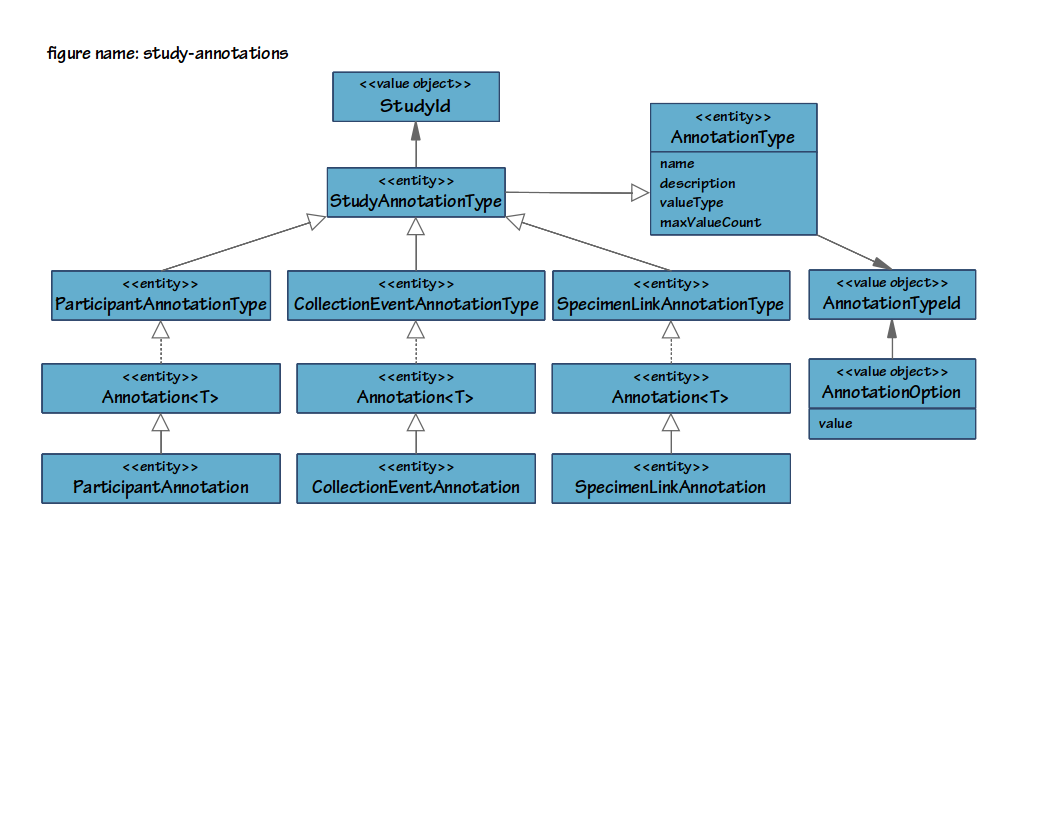 figure name: study-annotations
<<value object>>
StudyId
<<entity>>
AnnotationType
name
description
valueType
maxValueCount
<<entity>>
StudyAnnotationType
<<entity>>
ParticipantAnnotationType
<<entity>>
CollectionEventAnnotationType
<<entity>>
SpecimenLinkAnnotationType
<<value object>>
AnnotationTypeId
<<entity>>
Annotation<T>
<<entity>>
Annotation<T>
<<entity>>
Annotation<T>
<<value object>>
AnnotationOption
value
<<entity>>
ParticipantAnnotation
<<entity>>
CollectionEventAnnotation
<<entity>>
SpecimenLinkAnnotation